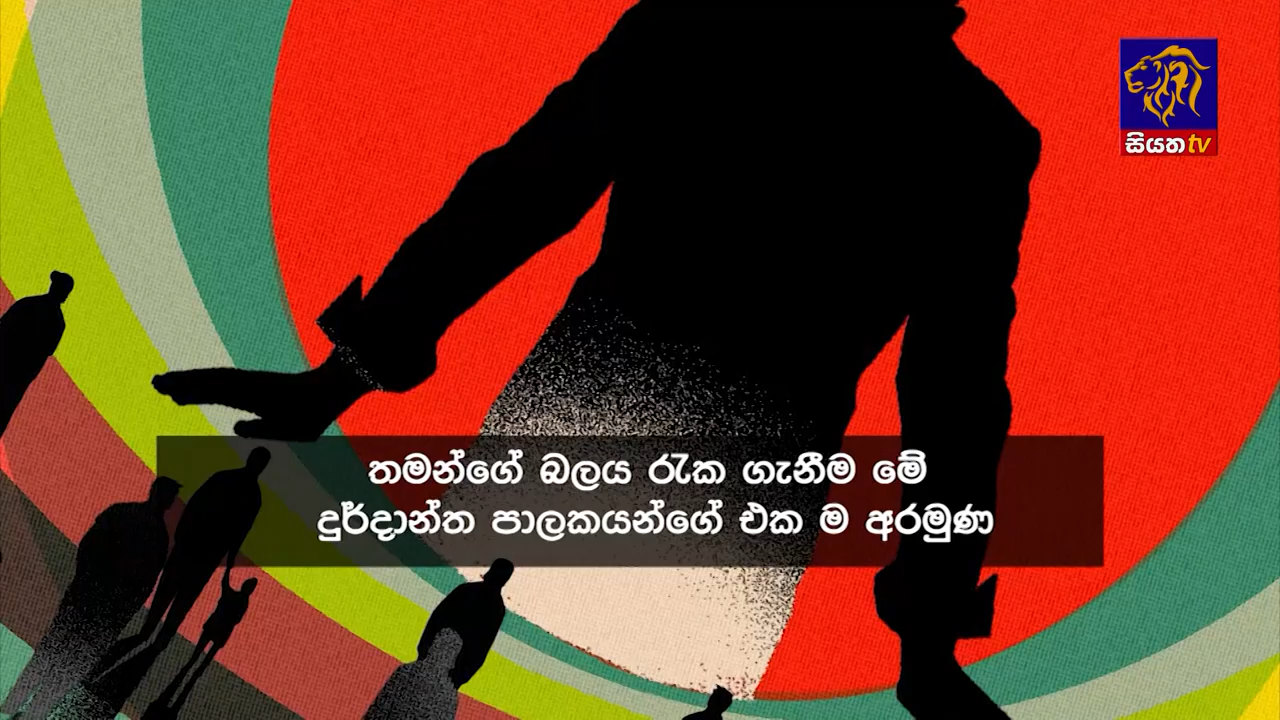 සියත tv
තමන්ගේ බලය රැක ගැනීම මේ
දුර්දාන්ත පාලකයන්ගේ එක ම අරමුණ